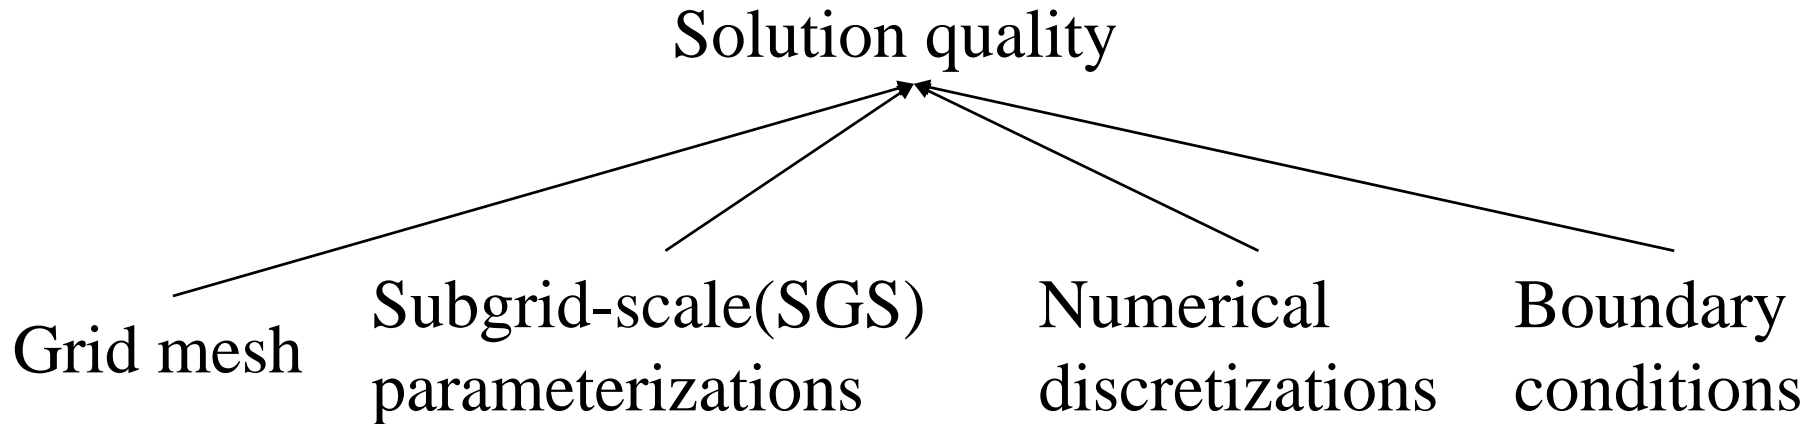 Solution quality
Grid mesh
Subgrid-scale(SGS)
parameterizations
Numerical
discretizations
Boundary
conditions